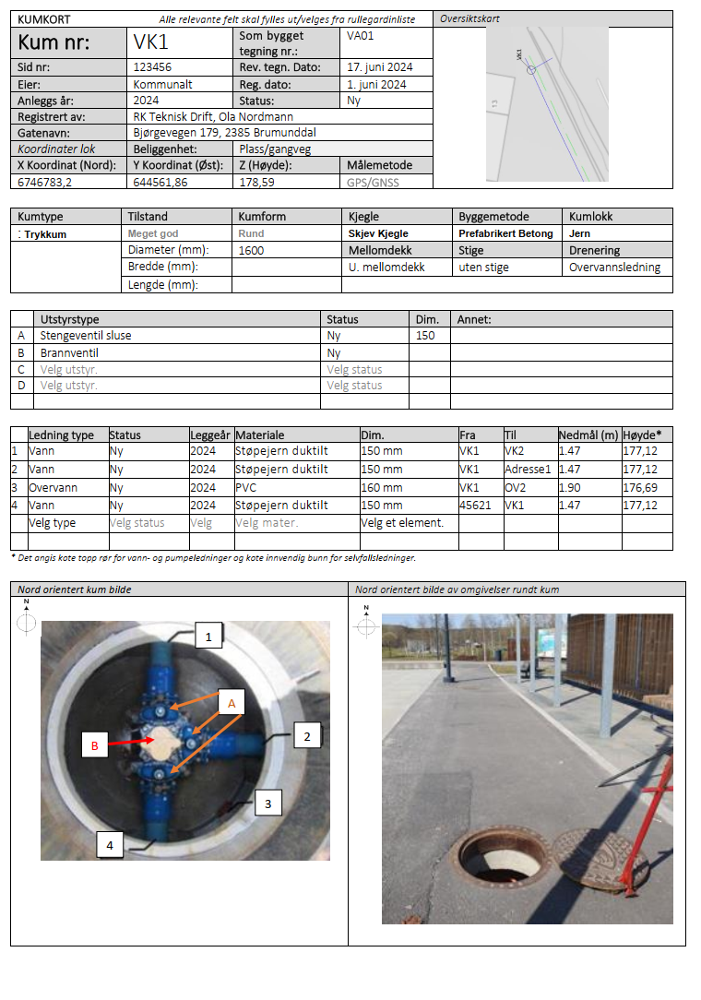 KUMKORT Alle relevante felt skal fylles ut/velges fra rullegardinliste Oversiktskart
Kum nr: VK1 Som bygget tegning nr.: VA01
Sid nr: 123456 Rev. tegn. Dato: 17. juni 2024
Eier: Kommunalt Reg. dato: 1. juni 2024
Anleggs år: 2024 Status: Ny
Registrert av: RK Teknisk Drift, Ola Nordmann
Gatenavn: Bjørgevegen 179, 2385 Brumunddal
Koordinater lok Beliggenhet: Plass/gangveg
X Koordinat (Nord): Y Koordinat (Øst): Z (Høyde): Målemetode
6746783,2 644561,86 178,59 GPS/GNSS
VK1
13
Kumtype Tilstand Kumform Kjegle Byggemetode Kumlokk
: Trykkum Meget god Rund Skjev Kjegle Prefabrikert Betong Jern
Diameter (mm): 1600 Mellomdekk Stige Drenering
Bredde (mm): U. mellomdekk uten stige Overvannsledning
Lengde (mm):
Utstyrstype Status Dim. Annet:
A Stengeventil sluse Ny 150
B Brannventil Ny
C Velg utstyr. Velg status
D Velg utstyr. Velg status
Ledning type Status Leggeår Materiale Dim. Fra Til Nedmål (m) Høyde*
1 Vann Ny 2024 Støpejern duktilt 150 mm VK1 VK2 1.47 177,12
2 Vann Ny 2024 Støpejern duktilt 150 mm VK1 Adresse1 1.47 177,12
3 Overvann Ny 2024 PVC 160 mm VK1 OV2 1.90 176,69
4 Vann Ny 2024 Støpejern duktilt 150 mm 45621 VK1 1.47 177,12
Velg type Velg status Velg Velg mater. Velg et element.
* Det angis kote topp rør for vann- og pumpeledninger og kote innvendig bunn for selvfallsledninger.
Nord orientert kum bilde Nord orientert bilde av omgivelser rundt kum
N
N
1
A
2
B
3
4